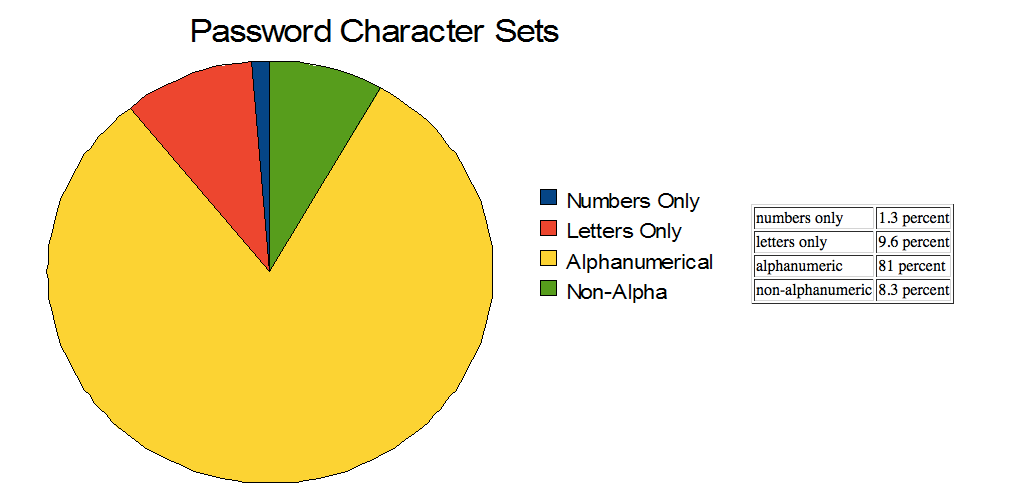 Password Character Sets
Numbers Only
Letters Only
Alphanumerical
Non-Alpha
numbers only 1.3 percent
letters only 9.6 percent
alphanumeric 81 percent
non-alphanumeric 8.3 percent